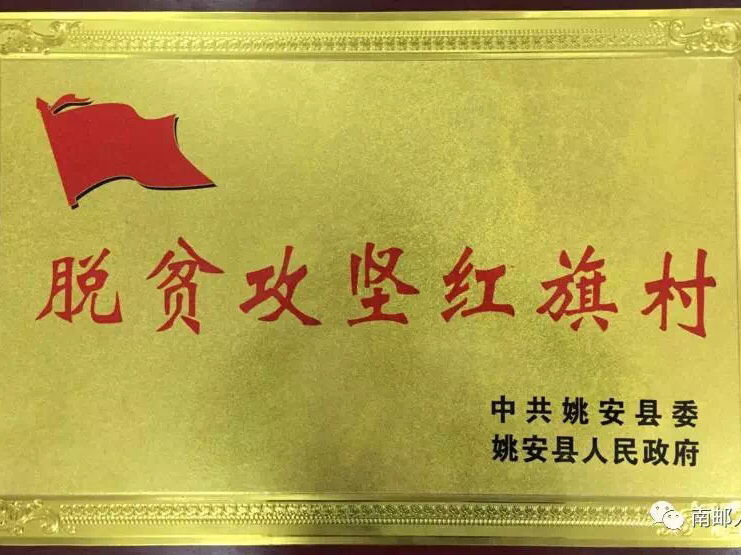 脱贫攻坚红旗村
中共姚安县委
姚安县人民政府
南邮人